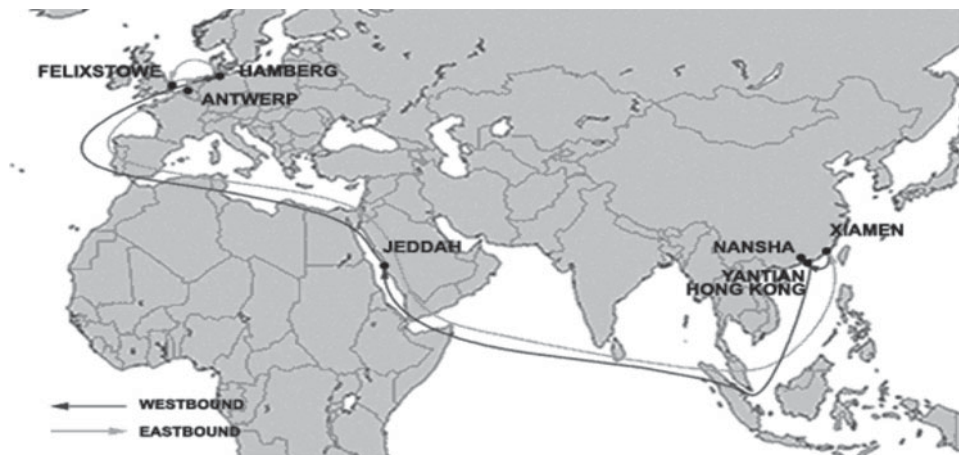 FELIXSTOWE
HAMBERG
ANTWERP
JEDDAH
XIAMEN
NANSHA
YANTIAN
HONG KONG
WESTBOUND
EASTBOUND